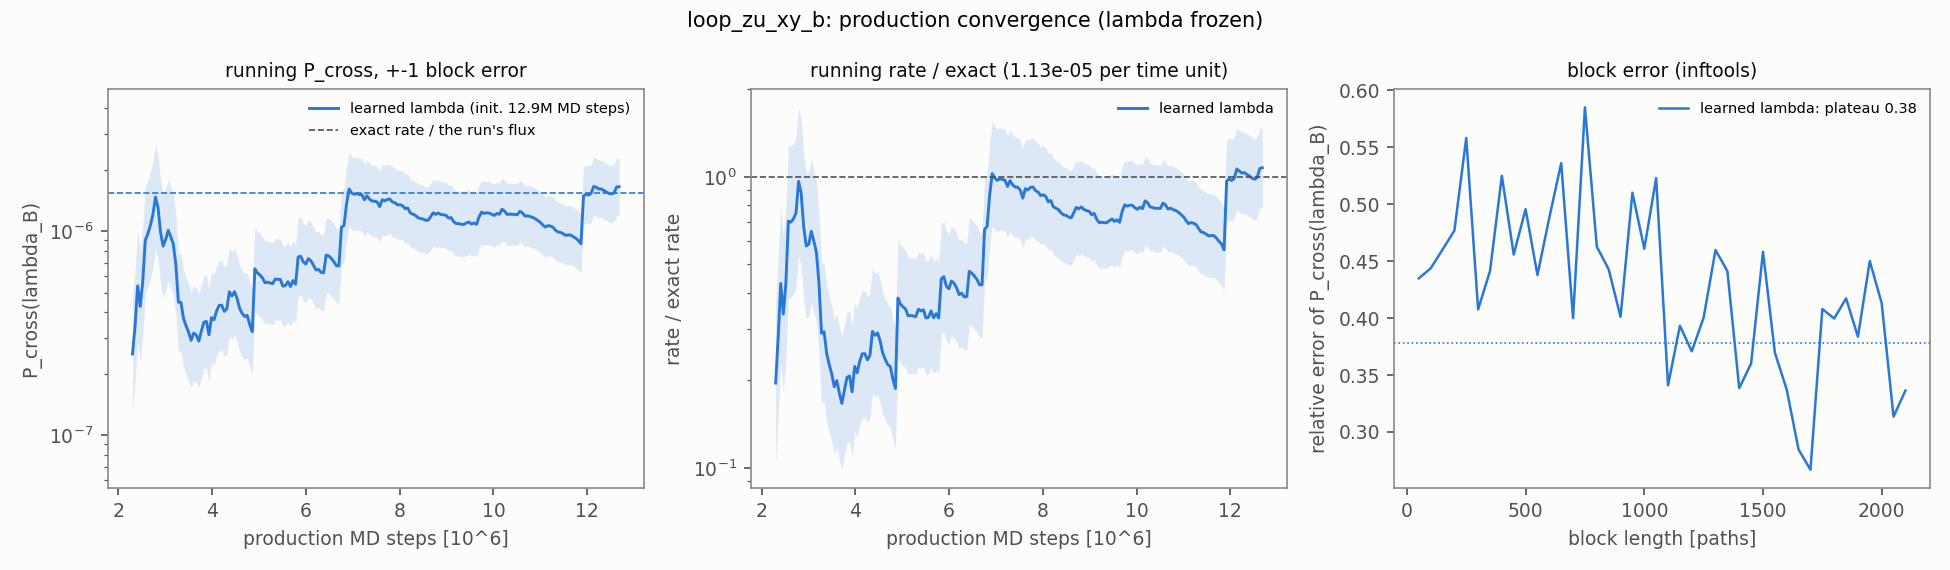 loop_zu_xy_b: production convergence (lambda frozen)
running P_cross, +-1 block error
P_cross(lambda_B)
10^{-6}
10^{-7}
learned lambda (init. 12.9M MD steps)
exact rate / the run's flux
2 4 6 8 10 12
production MD steps [10^6]
running rate / exact (1.13e-05 per time unit)
rate / exact rate
10^0
10^{-1}
learned lambda
2 4 6 8 10 12
production MD steps [10^6]
block error (inftools)
relative error of P_cross(lambda_B)
0.60
0.55
0.50
0.45
0.40
0.35
0.30
learned lambda: plateau 0.38
0 500 1000 1500 2000
block length [paths]